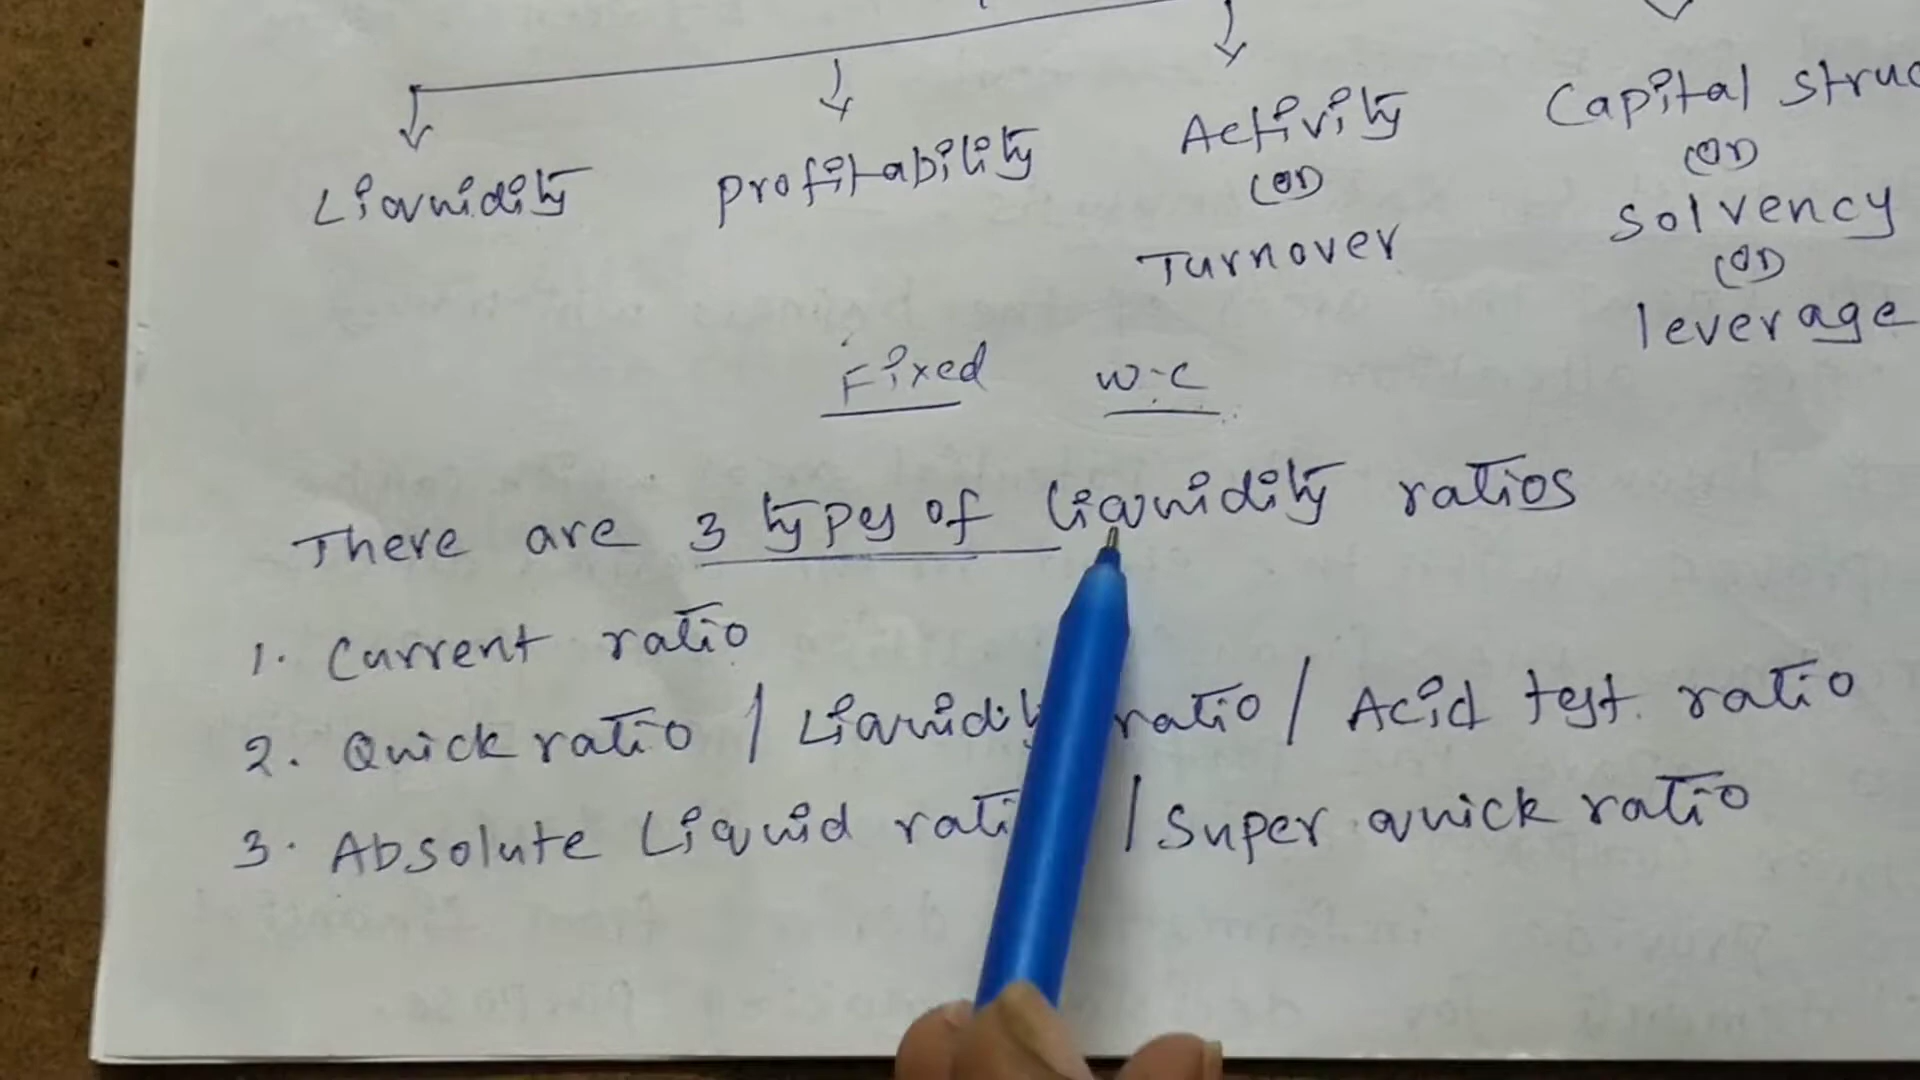 Liquidity profitability Activity Capital struc
(or) (or)
Turnover Solvency
(or)
leverage
Fixed w.c
There are 3 types of liquidity ratios
1. Current ratio
2. Quick ratio / Liquidity ratio / Acid test ratio
3. Absolute Liquid ratio / Super quick ratio